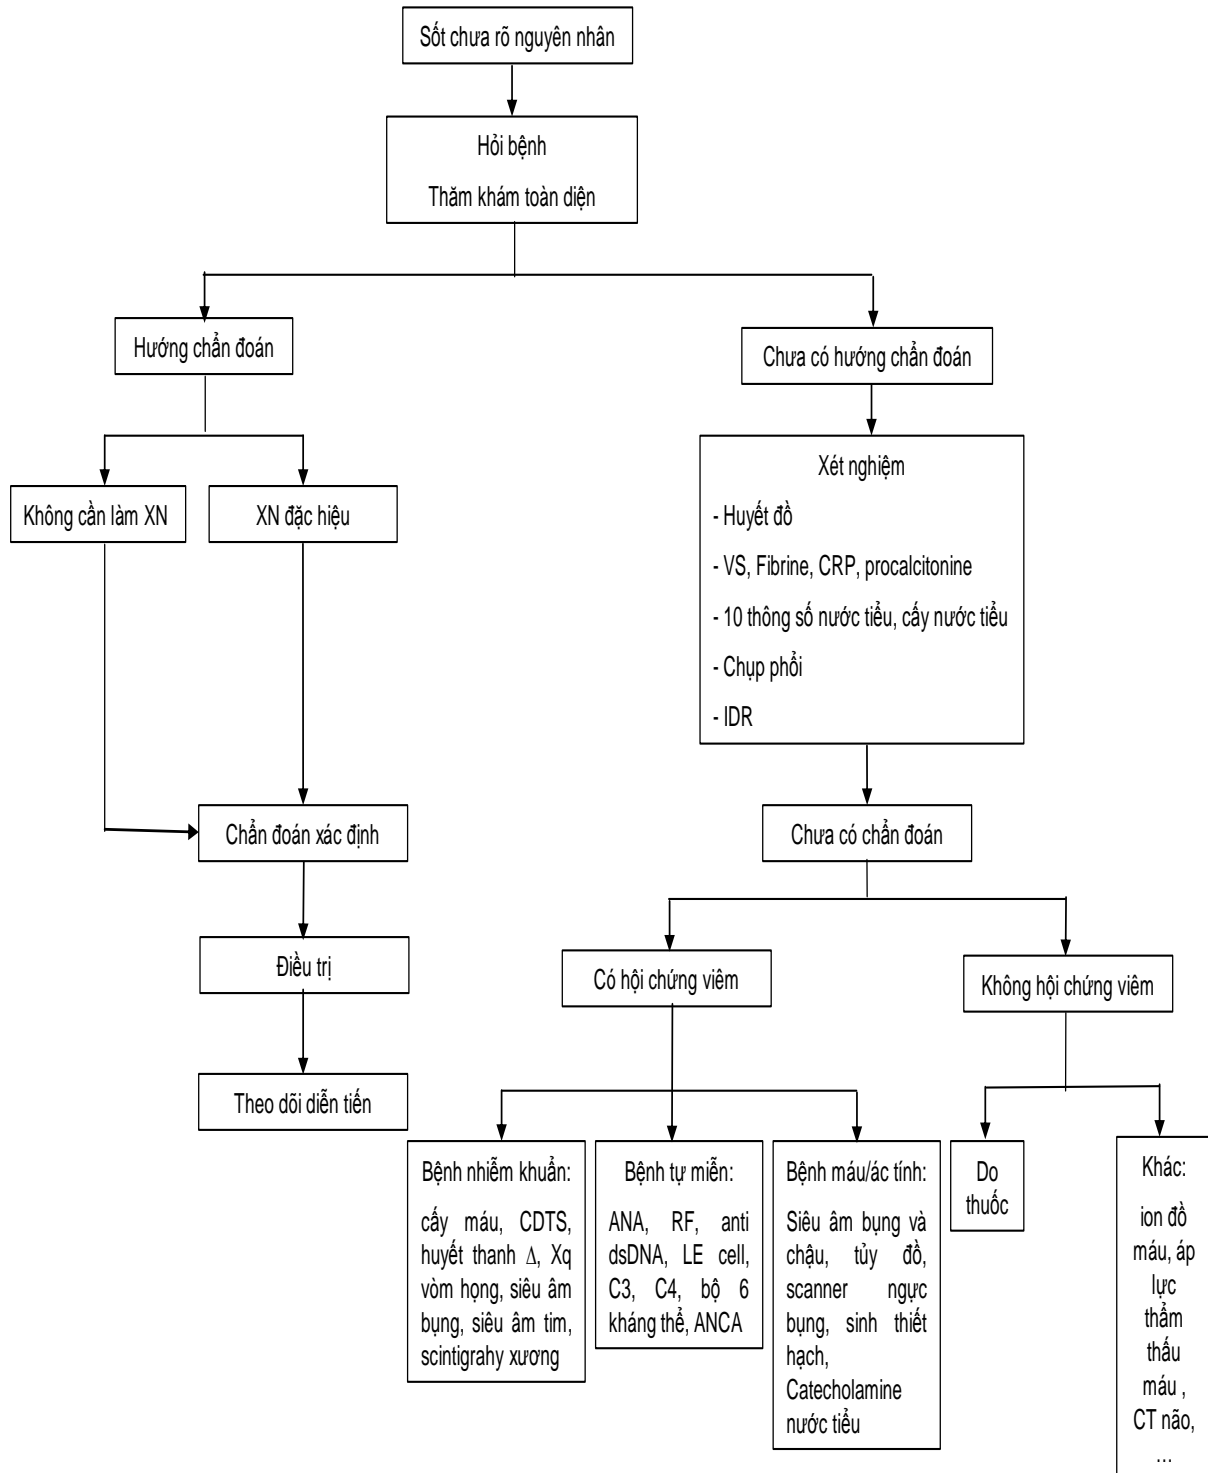 Sốt chưa rõ nguyên nhân
Hỏi bệnh
Thăm khám toàn diện
Hướng chẩn đoán
Chưa có hướng chẩn đoán
Không cần làm XN
XN đặc hiệu
Xét nghiệm
- Huyết đồ
- VS, Fibrine, CRP, procalcitonine
- 10 thông số nước tiểu, cấy nước tiểu
- Chụp phổi
- IDR
Chẩn đoán xác định
Chưa có chẩn đoán
Điều trị
Có hội chứng viêm
Không hội chứng viêm
Theo dõi diễn tiến
Bệnh nhiễm khuẩn:
cấy máu, CDTS,
huyết thanh Δ, Xq
vòm họng, siêu âm
bụng, siêu âm tim,
scintigrahy xương
Bệnh tự miễn:
ANA, RF, anti
dsDNA, LE cell,
C3, C4, bộ 6
kháng thể, ANCA
Bệnh máu/ác tính:
Siêu âm bụng và
chậu, tủy đồ,
scanner ngực
bụng, sinh thiết
hạch,
Catecholamine
nước tiểu
Do
thuốc
Khác:
ion đồ
máu, áp
lực
thẩm
thấu
máu ,
CT não,
...